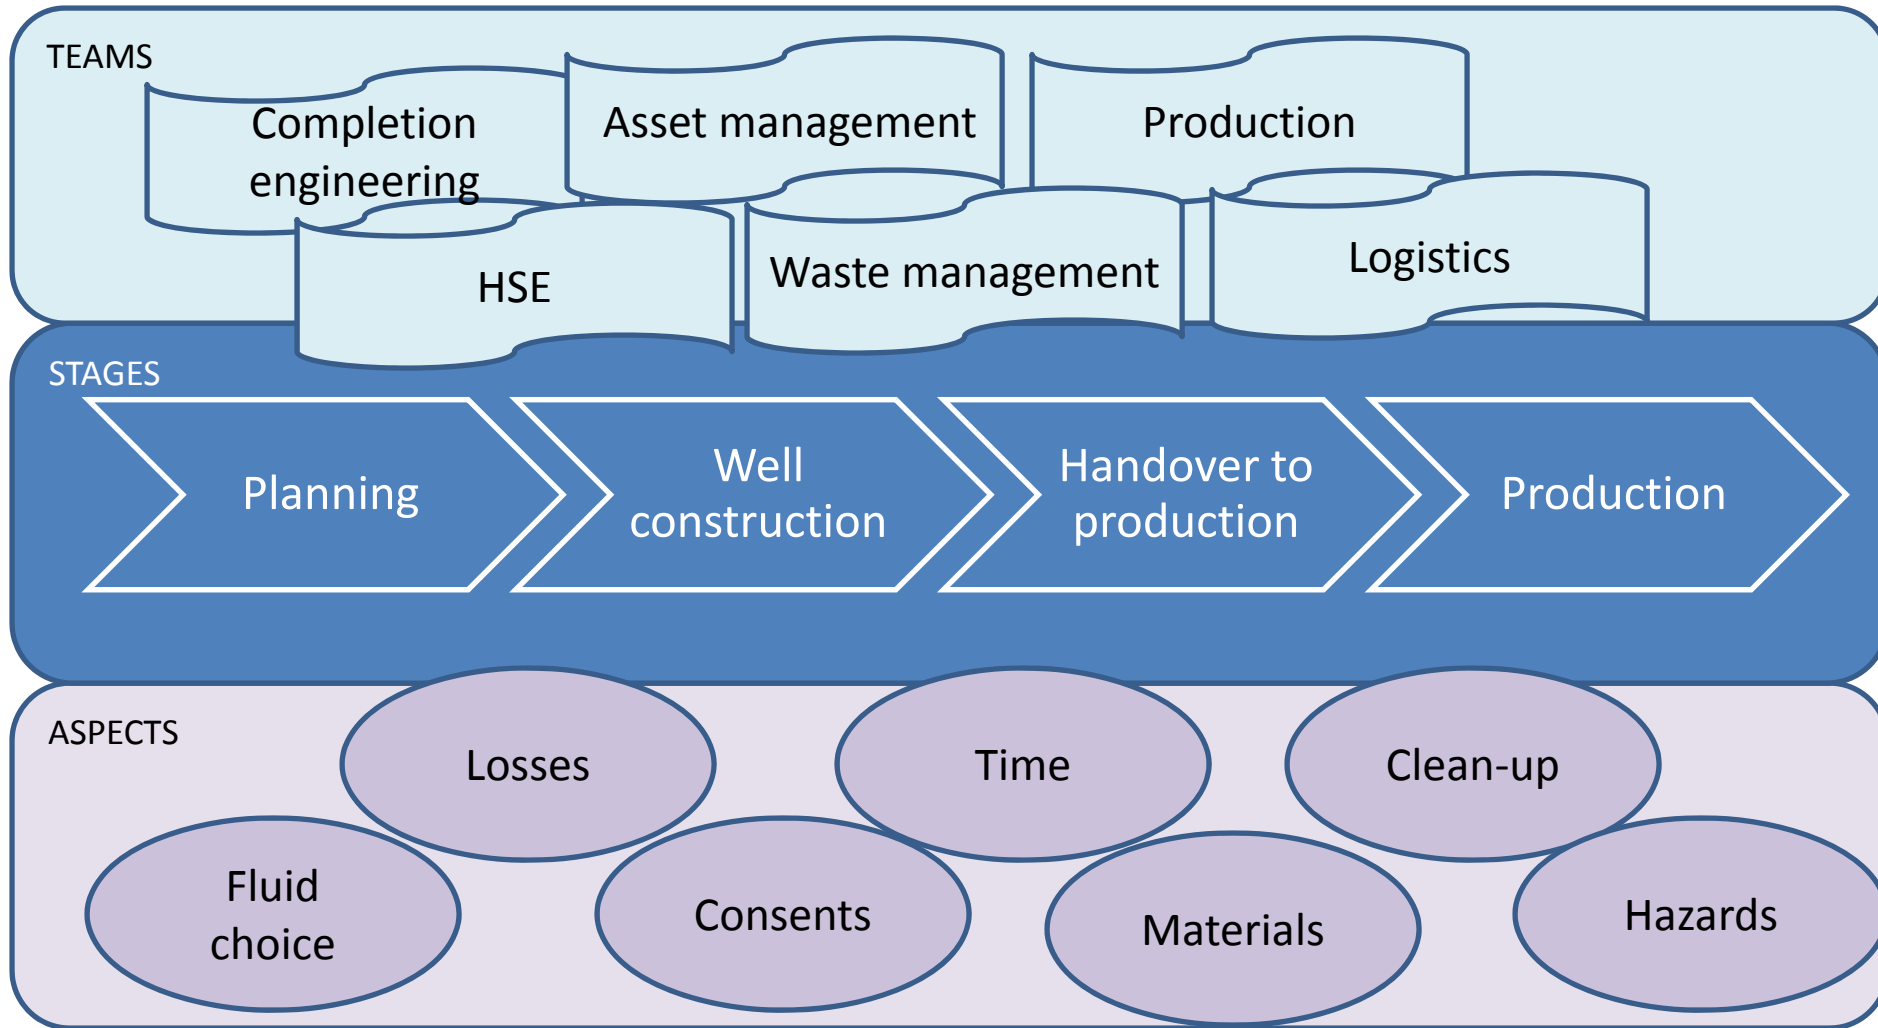 TEAMS
Completion
engineering
Asset management
Production
HSE
Waste management
Logistics
STAGES
Planning
Well
construction
Handover to
production
Production
ASPECTS
Losses
Time
Clean-up
Fluid
choice
Consents
Materials
Hazards